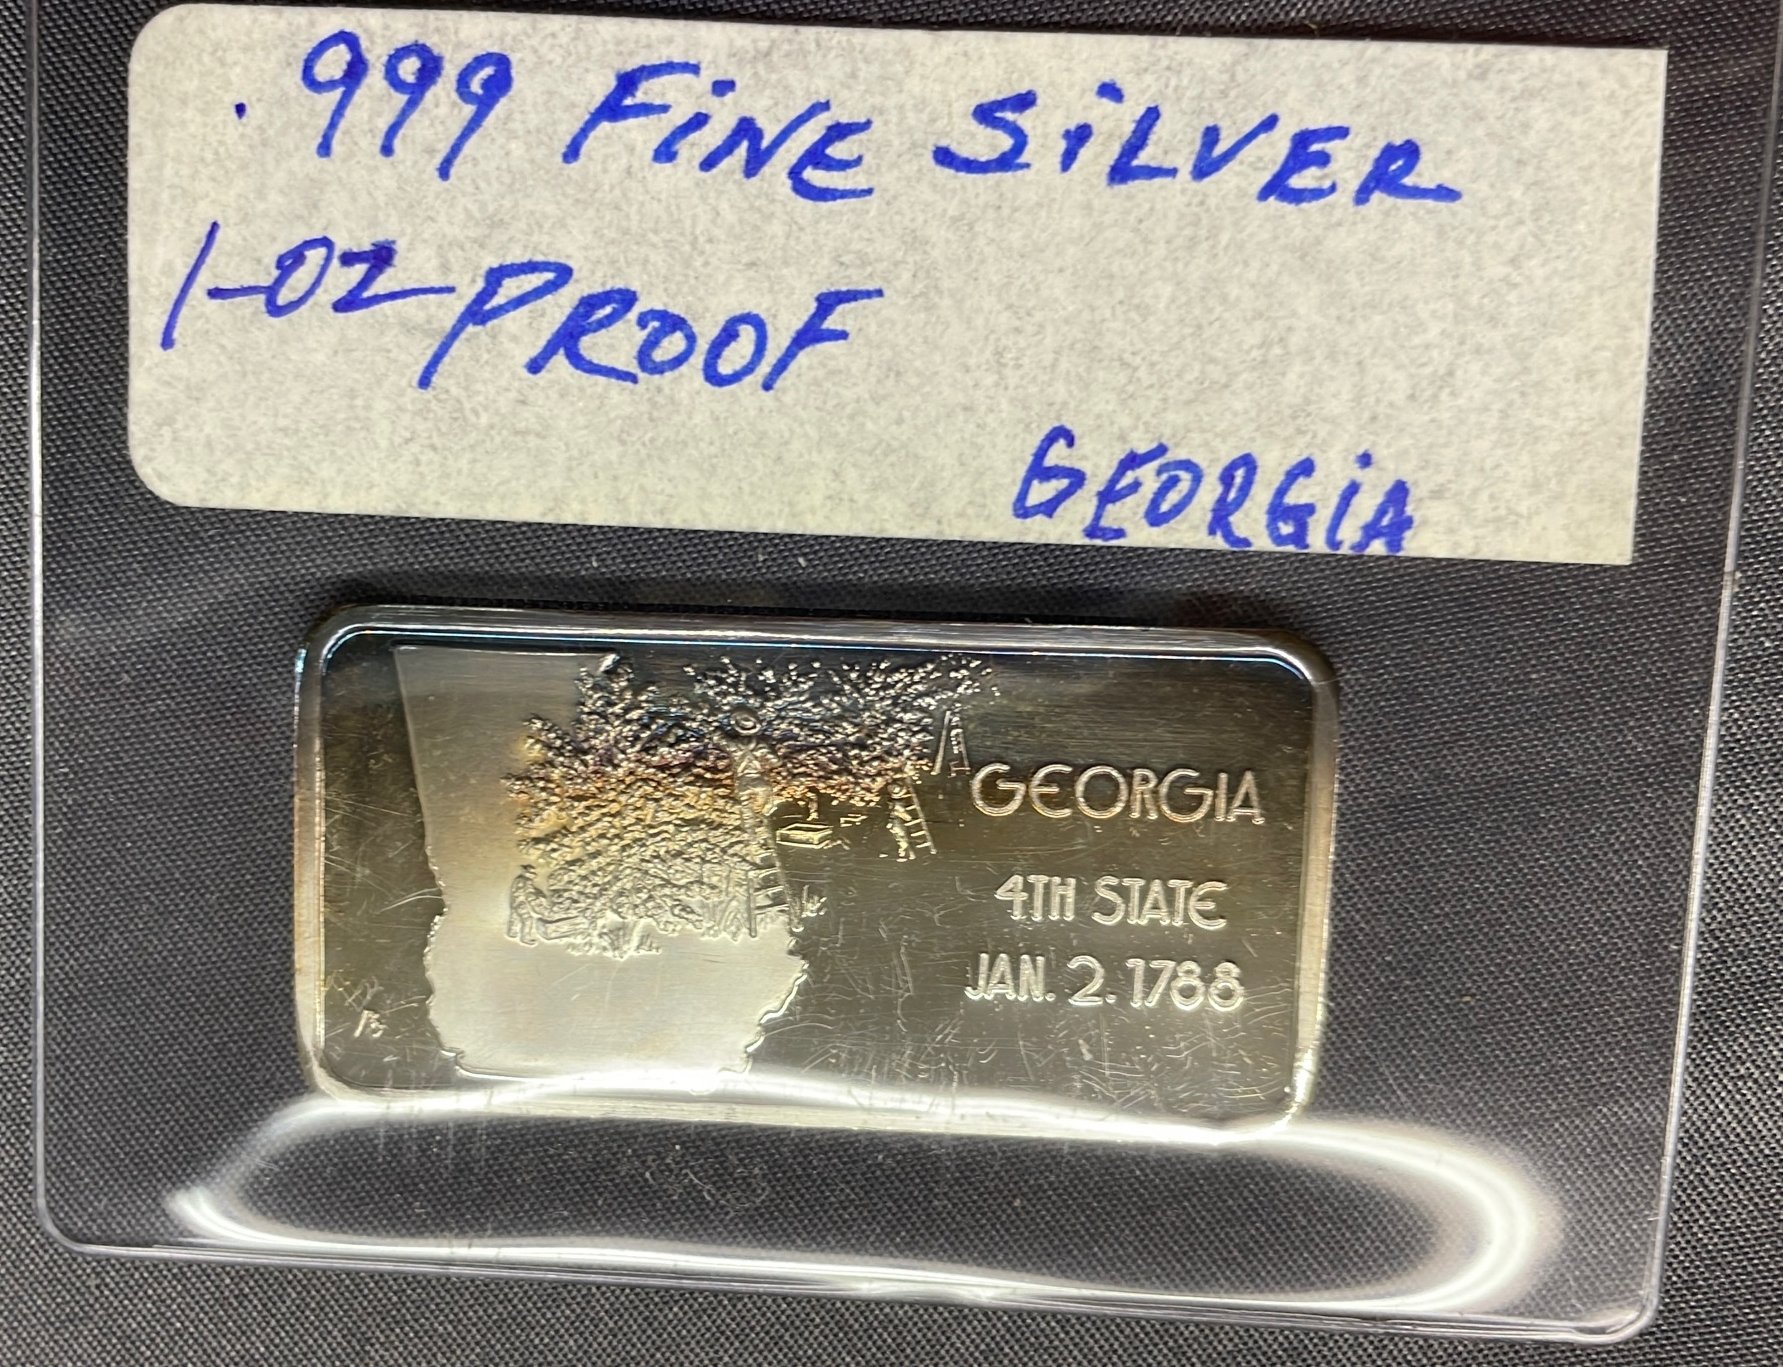 .999 FiNE SiLVER
1-OZ PROOF
GEORGiA
GEORGIA
4TH STATE
JAN. 2. 1788